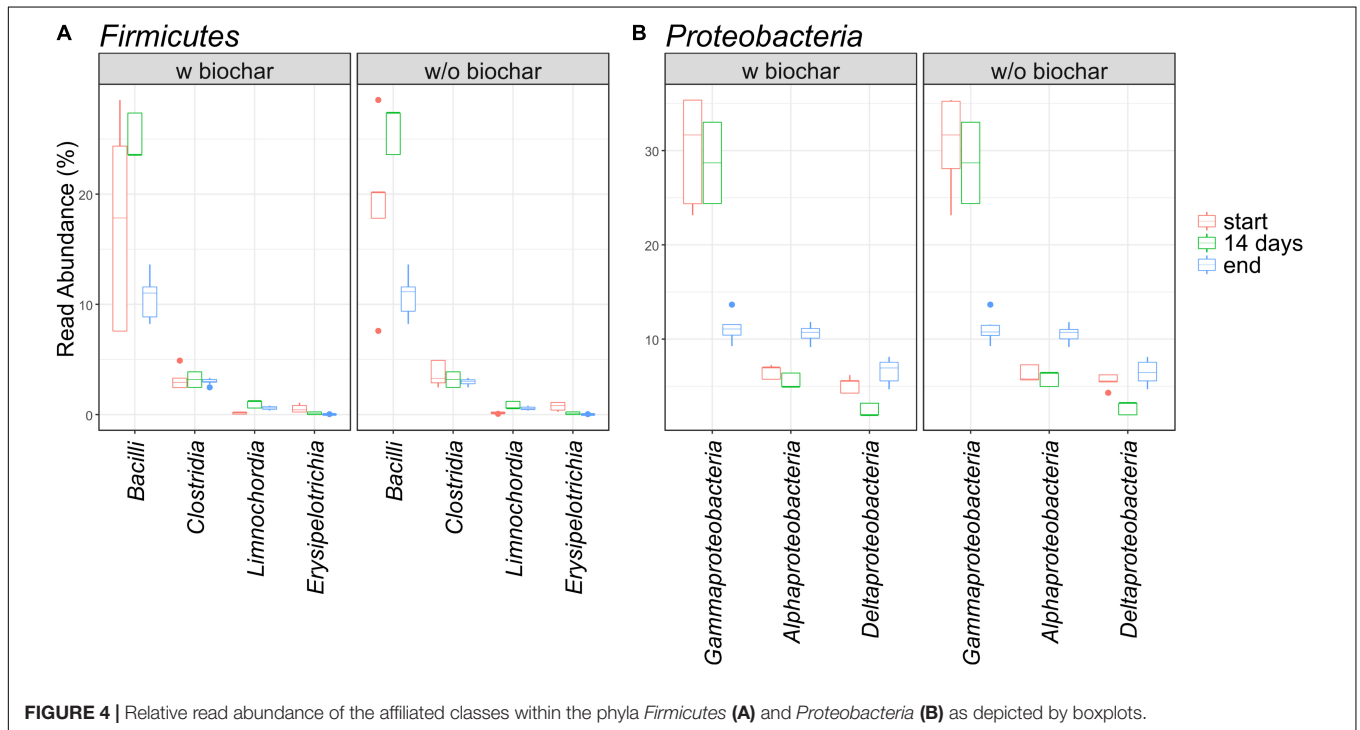 A Firmicutes
w biochar
w/o biochar
Read Abundance (%)
20
10
0
Bacilli
Clostridia
Limnochordia
Erysipelotrichia
Bacilli
Clostridia
Limnochordia
Erysipelotrichia
B Proteobacteria
w biochar
w/o biochar
30
20
10
Gammaproteobacteria
Alphaproteobacteria
Deltaproteobacteria
Gammaproteobacteria
Alphaproteobacteria
Deltaproteobacteria
start
14 days
end
FIGURE 4 | Relative read abundance of the affiliated classes within the phyla Firmicutes (A) and Proteobacteria (B) as depicted by boxplots.